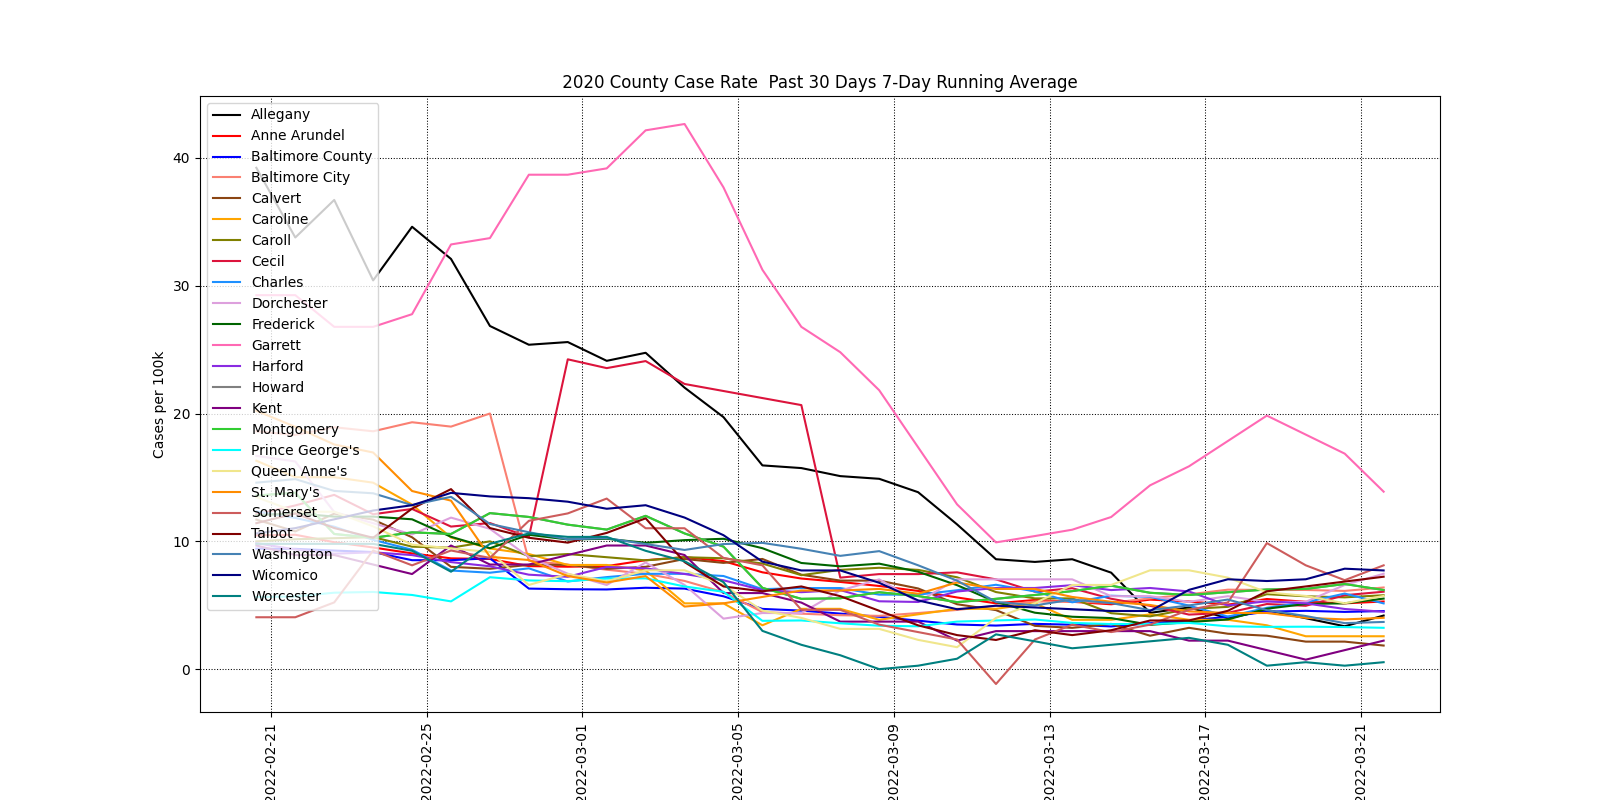 2020 County Case Rate  Past 30 Days 7-Day Running Average
Cases per 100k
40
30
20
10
0
Allegany
Anne Arundel
Baltimore County
Baltimore City
Calvert
Caroline
Caroll
Cecil
Charles
Dorchester
Frederick
Garrett
Harford
Howard
Kent
Montgomery
Prince George's
Queen Anne's
St. Mary's
Somerset
Talbot
Washington
Wicomico
Worcester
2022-02-21
2022-02-25
2022-03-01
2022-03-05
2022-03-09
2022-03-13
2022-03-17
2022-03-21